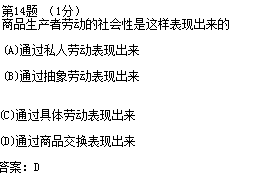 第14题 （1分）
商品生产者劳动的社会性是这样表现出来的
(A)通过私人劳动表现出来
(B)通过抽象劳动表现出来
(C)通过具体劳动表现出来
(D)通过商品交换表现出来
答案：D